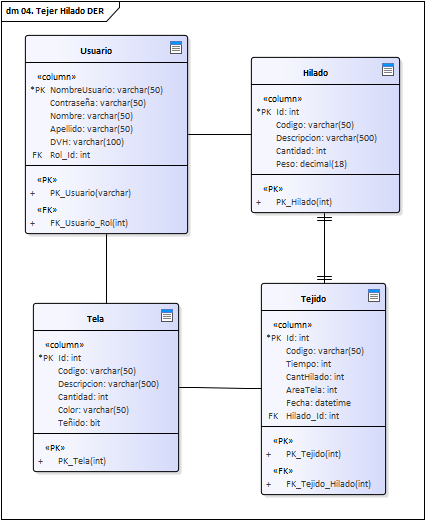 dm 04. Tejer Hilado DER
Usuario
«column»
*PK NombreUsuario: varchar(50)
Contraseña: varchar(50)
Nombre: varchar(50)
Apellido: varchar(50)
DVH: varchar(100)
FK Rol_Id: int
«PK»
+ PK_Usuario(varchar)
«FK»
+ FK_Usuario_Rol(int)
Hilado
«column»
*PK Id: int
Codigo: varchar(50)
Descripcion: varchar(500)
Cantidad: int
Peso: decimal(18)
«PK»
+ PK_Hilado(int)
Tela
«column»
*PK Id: int
Codigo: varchar(50)
Descripcion: varchar(500)
Cantidad: int
Color: varchar(50)
Teñido: bit
«PK»
+ PK_Tela(int)
Tejido
«column»
*PK Id: int
Codigo: varchar(50)
Tiempo: int
CantHilado: int
AreaTela: int
Fecha: datetime
FK Hilado_Id: int
«PK»
+ PK_Tejido(int)
«FK»
+ FK_Tejido_Hilado(int)